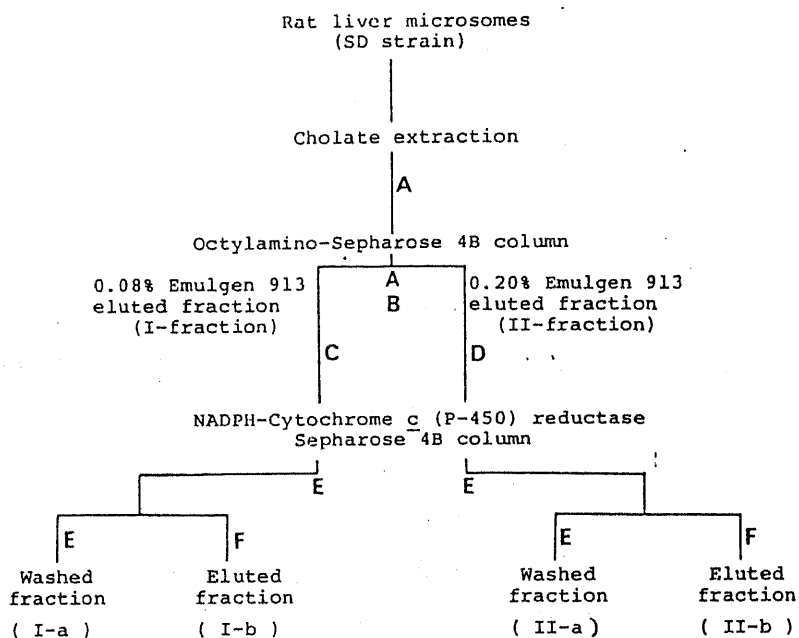 Rat liver microsomes
(SD strain)
Cholate extraction
A
Octylamino-Sepharose 4B column
0.08% Emulgen 913
eluted fraction
(I-fraction)
A
B
0.20% Emulgen 913
eluted fraction
(II-fraction)
C
D
NADPH-Cytochrome c (P-450) reductase
Sepharose 4B column
E
E
E
F
E
F
Washed
fraction
( I-a )
Eluted
fraction
( I-b )
Washed
fraction
( II-a )
Eluted
fraction
( II-b )